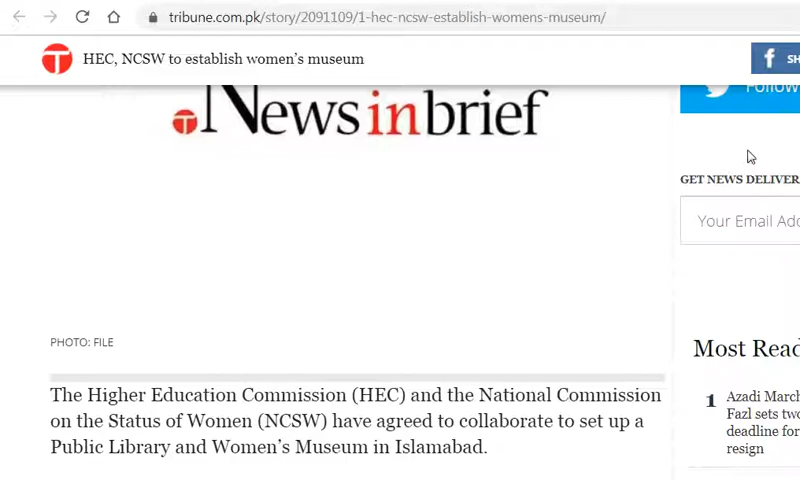 tribune.com.pk/story/2091109/1-hec-ncsw-establish-womens-museum/
T HEC, NCSW to establish women's museum
f SH
T News in brief
Follow
GET NEWS DELIVER
Your Email Add
PHOTO: FILE
The Higher Education Commission (HEC) and the National Commission
on the Status of Women (NCSW) have agreed to collaborate to set up a
Public Library and Women's Museum in Islamabad.
Most Read
1 Azadi March
Fazl sets two
deadline for
resign